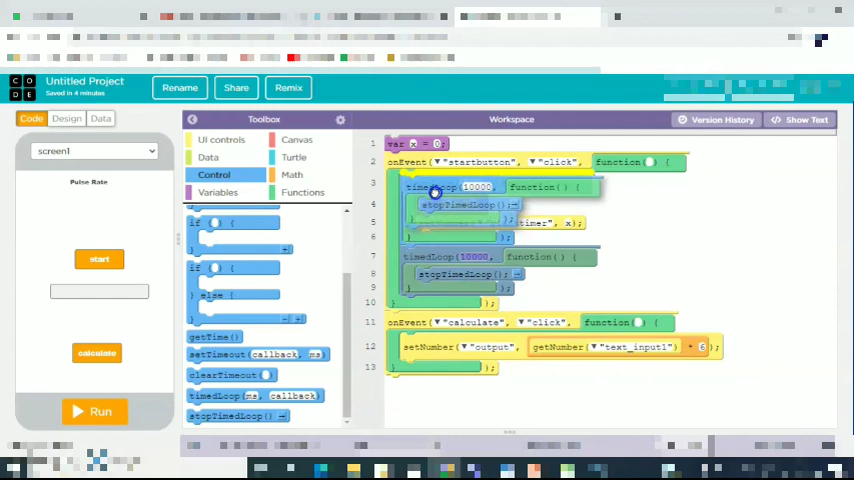 CODE
Untitled Project
Saved in 4 minutes
Rename
Share
Remix
Code
Design
Data
Toolbox
Workspace
Version History
</> Show Text
screen1
Pulse Rate
start
calculate
Run
UI controls
Canvas
Data
Turtle
Control
Math
Variables
Functions
if ( ) {
}
if ( ) {
} else {
}
getTime()
setTimeout(callback, ms)
clearTimeout( )
timedLoop(ms, callback)
stopTimedLoop()
1 var x = 0;
2 onEvent("startbutton", "click", function( ) {
3 timedLoop(10000, function() {
4 stopTimedLoop();
5 } ); timer", x);
6 } );
7 timedLoop(10000, function() {
8 stopTimedLoop();
9 } );
10 } );
11 onEvent("calculate", "click", function( ) {
12 setNumber("output", getNumber("text_input1") * 6);
13 } );